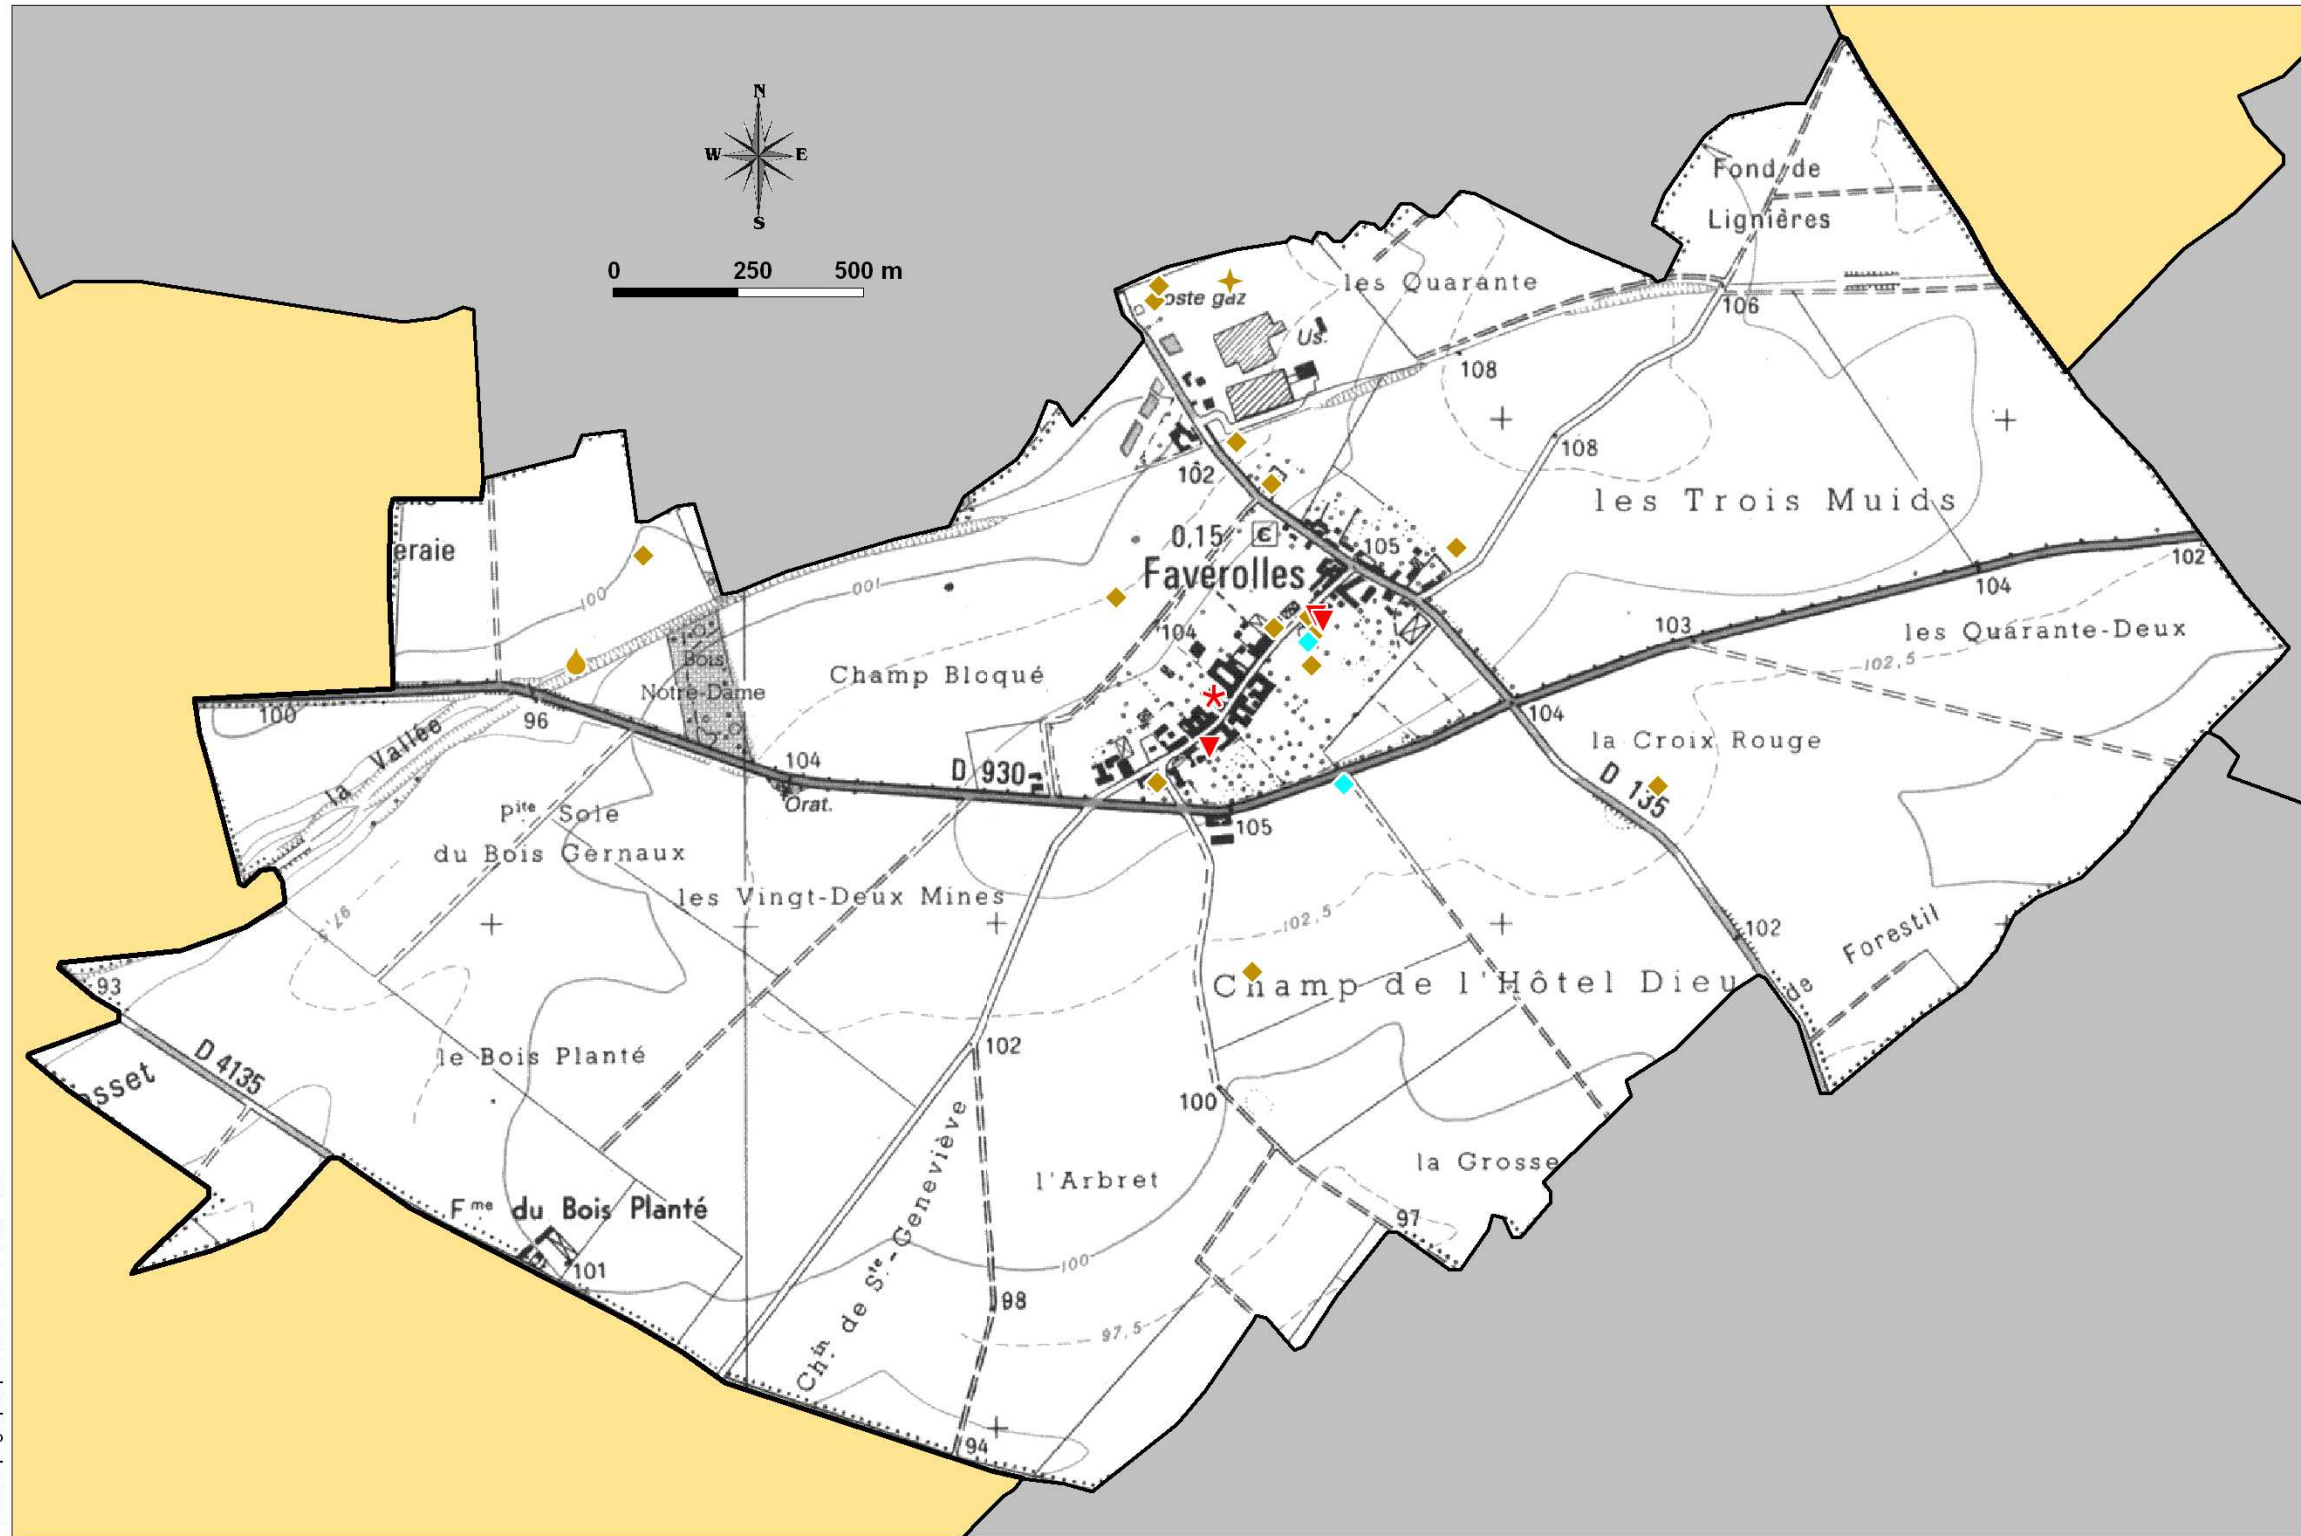 N
W E
S
0 250 500 m
Fond de
Lignières
oste gaz
les Quarante
106
Us.
108
108
102
les Trois Muids
0,15
C
105
eraie
Faverolles
102
104
100
100
103
les Quarante-Deux
104
102,5
Bois
Notre-Dame
Champ Bloqué
100
96
104
la Croix Rouge
la Vallée
104
D 930
D 135
Orat.
Pite Sole
du Bois Gernaux
105
les Vingt-Deux Mines
97,5
102,5
102
de Forestil
93
Champ de l'Hôtel Dieu
D 4135
le Bois Planté
102
sset
100
la Grosse
l'Arbret
Fme du Bois Planté
97
101
100
Chin. de Ste.-Geneviève
98
97,5
94